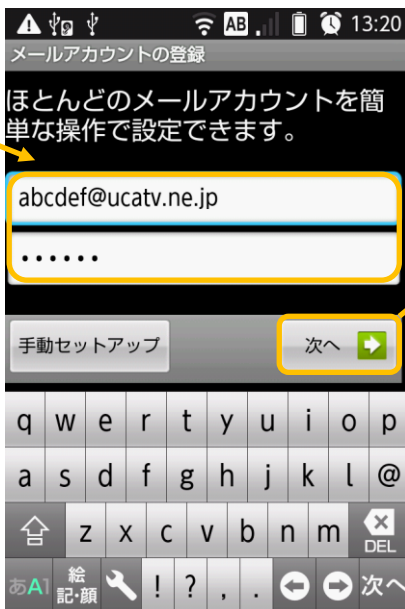 AB 13:20
メールアカウントの登録
ほとんどのメールアカウントを簡
単な操作で設定できます。
abcdef@ucatv.ne.jp
••••••
手動セットアップ 次へ
q w e r t y u i o p
a s d f g h j k l @
z x c v b n m DEL
あA1 絵記・顔 ! ? , . 次へ